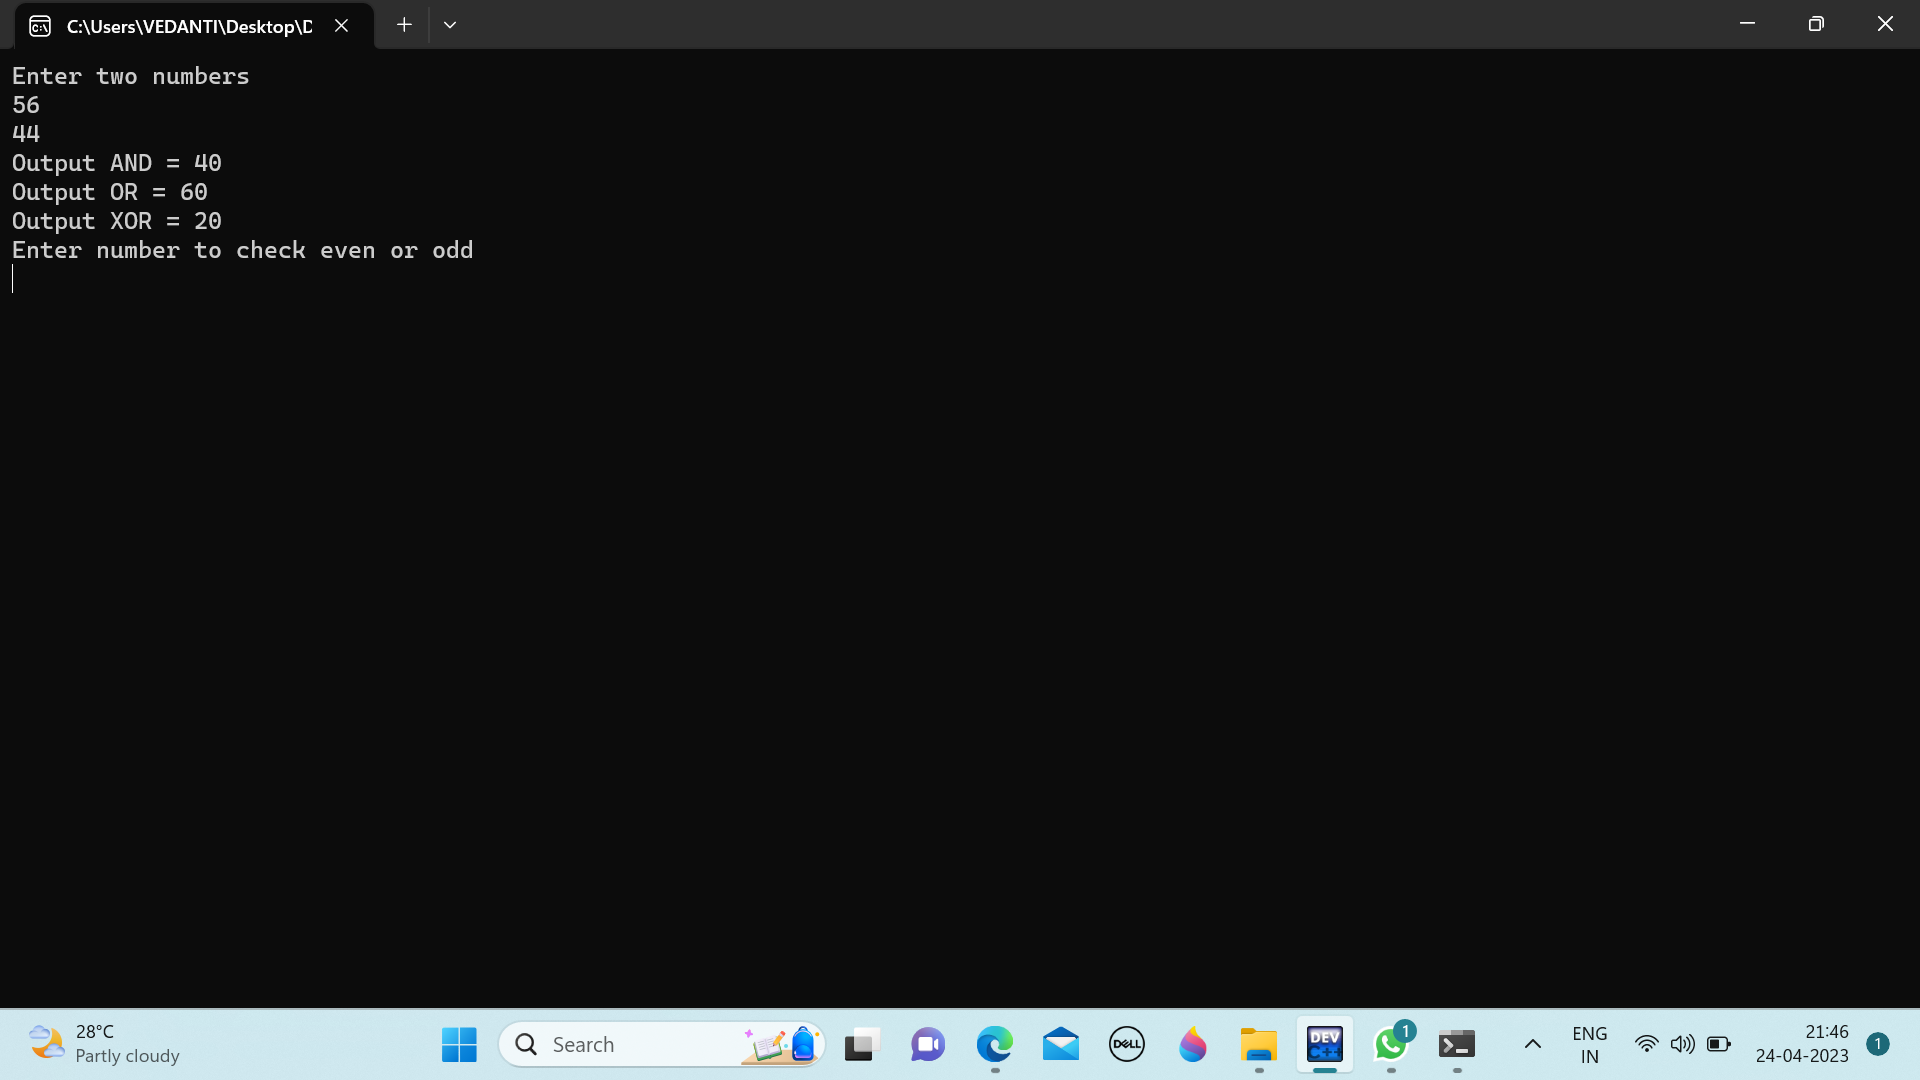 C:\Users\VEDANTI\Desktop\D
Enter two numbers
56
44
Output AND = 40
Output OR = 60
Output XOR = 20
Enter number to check even or odd
28°C
Partly cloudy
Search
DELL
DEV
C++
1
ENG
IN
21:46
24-04-2023
1